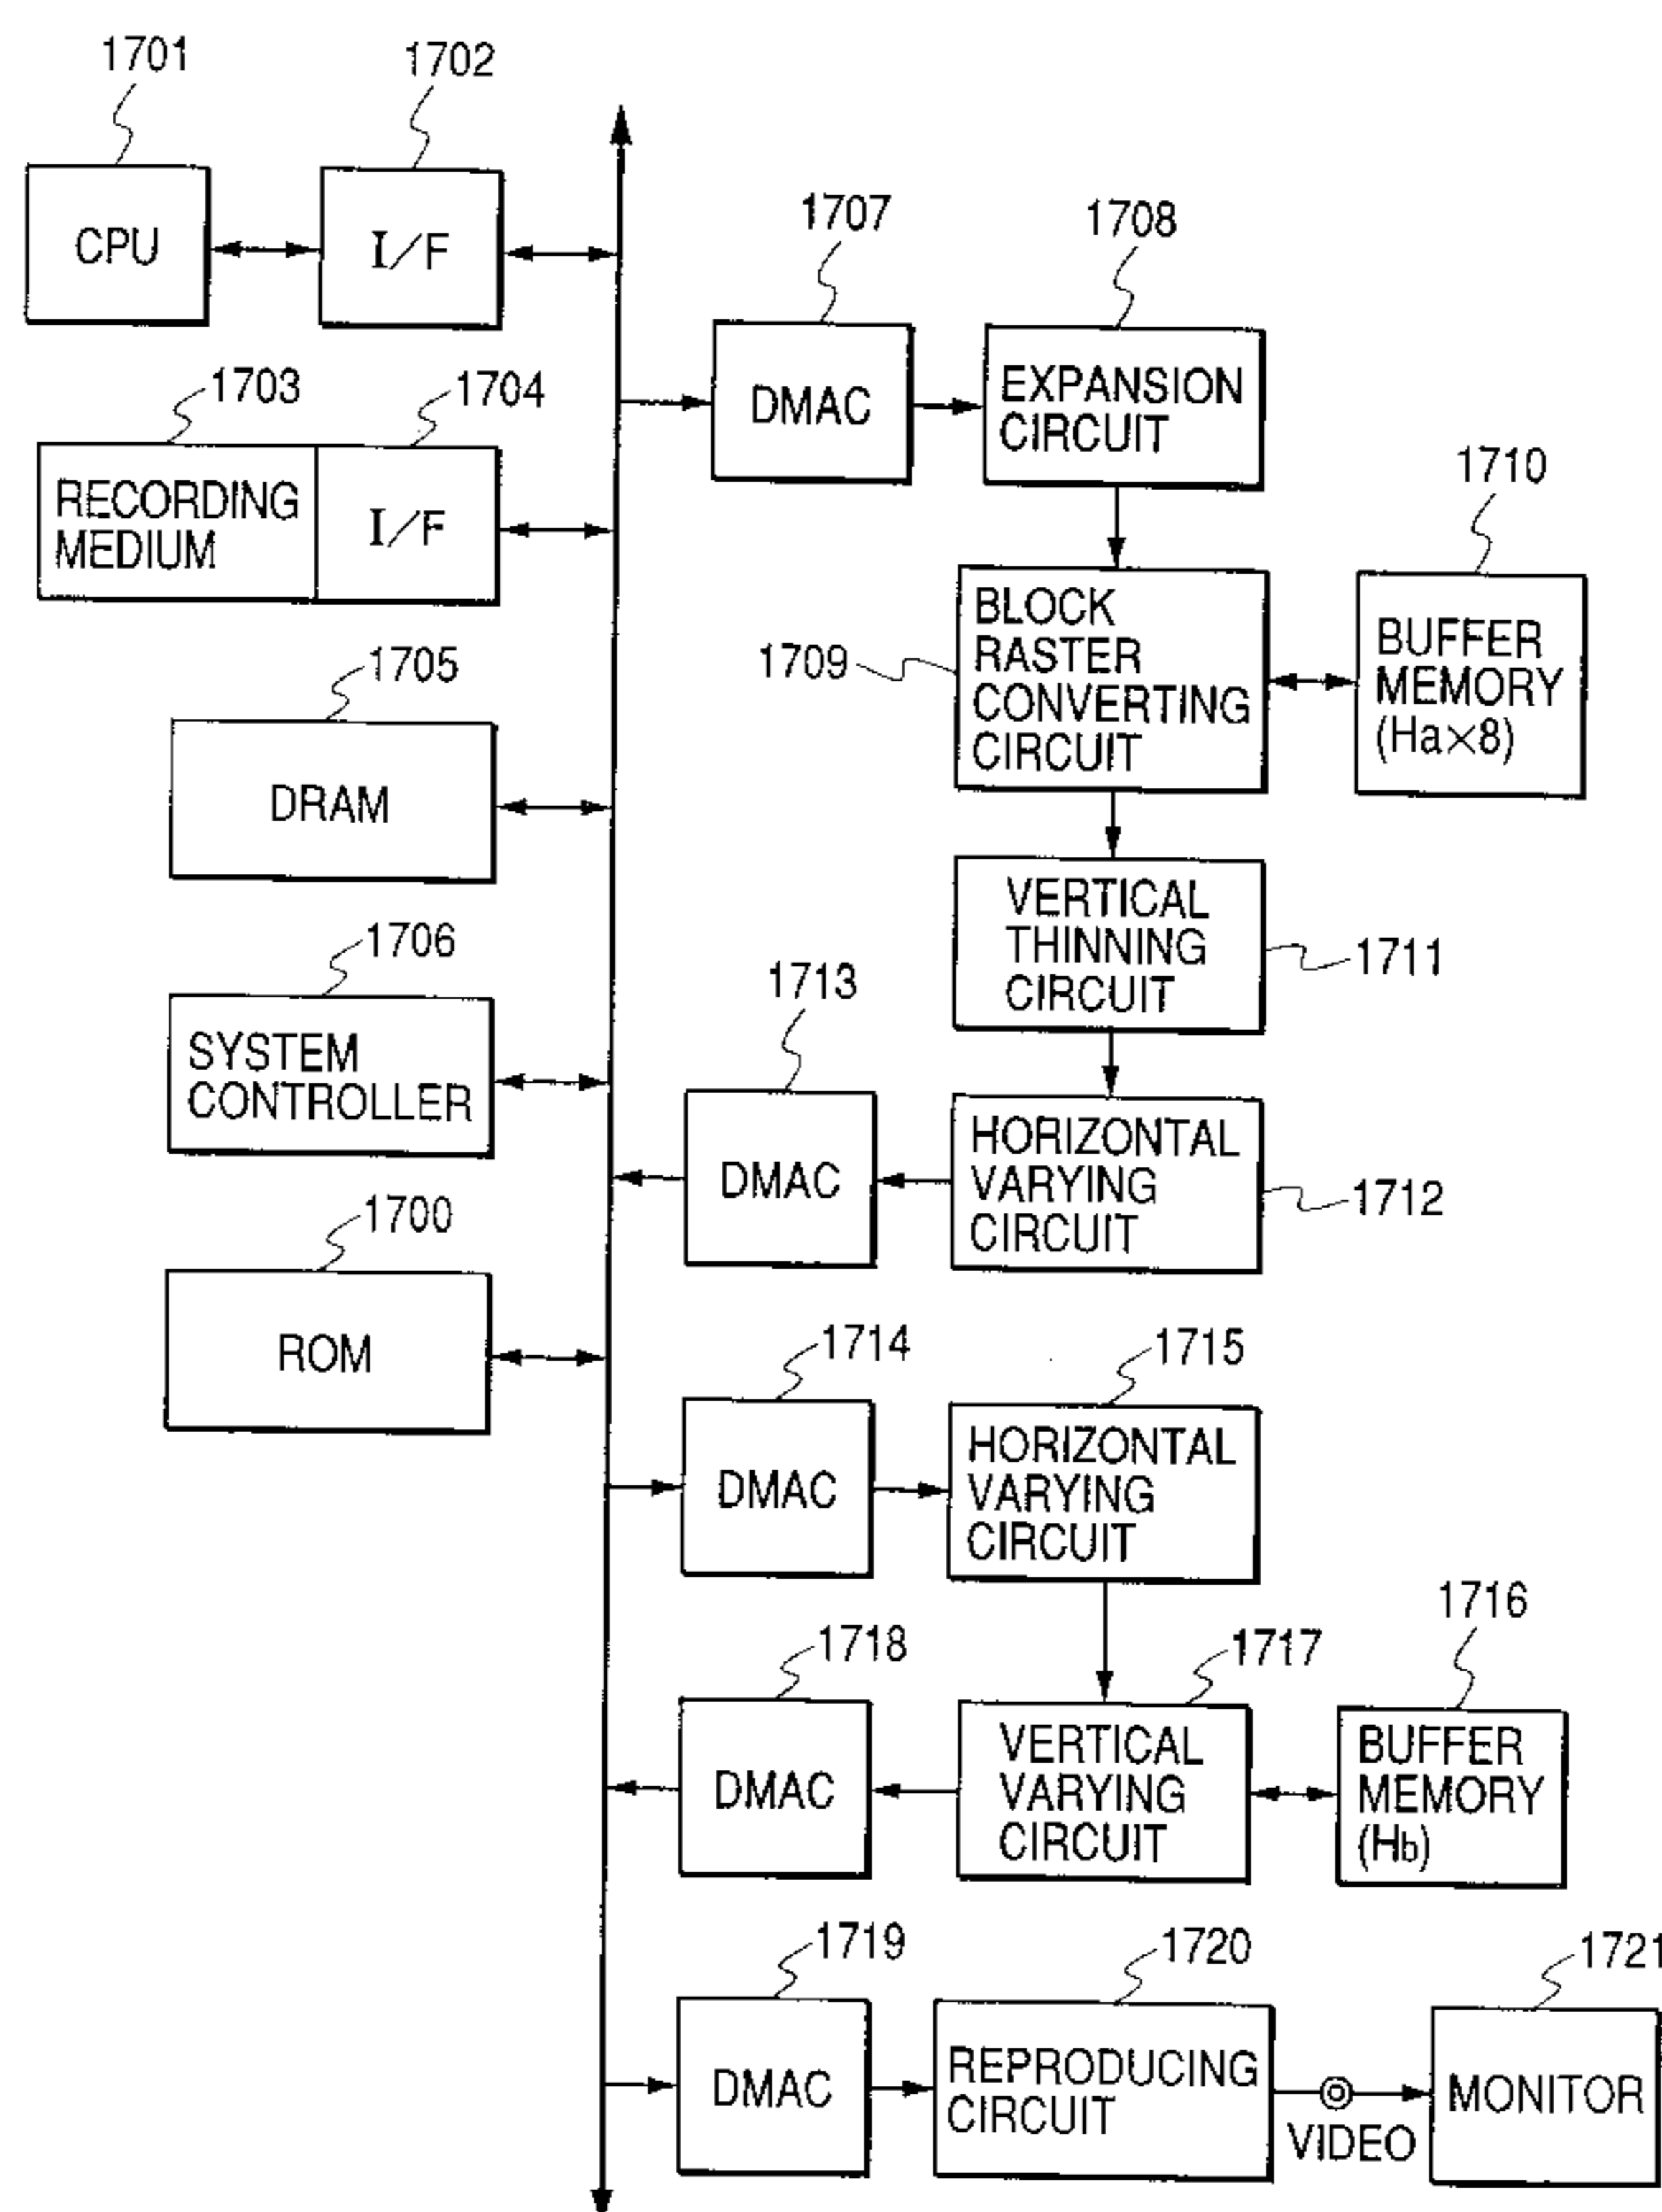 1701
1702
CPU
I/F
1707
1708
DMAC
EXPANSION
CIRCUIT
1703
1704
RECORDING
MEDIUM
I/F
1710
BLOCK
RASTER
CONVERTING
CIRCUIT
1709
BUFFER
MEMORY
(Ha×8)
1705
DRAM
VERTICAL
THINNING
CIRCUIT
1711
1706
SYSTEM
CONTROLLER
1713
DMAC
HORIZONTAL
VARYING
CIRCUIT
1712
1700
ROM
1714
1715
DMAC
HORIZONTAL
VARYING
CIRCUIT
1716
1718
1717
DMAC
VERTICAL
VARYING
CIRCUIT
BUFFER
MEMORY
(Hb)
1719
1720
1721
DMAC
REPRODUCING
CIRCUIT
VIDEO
MONITOR